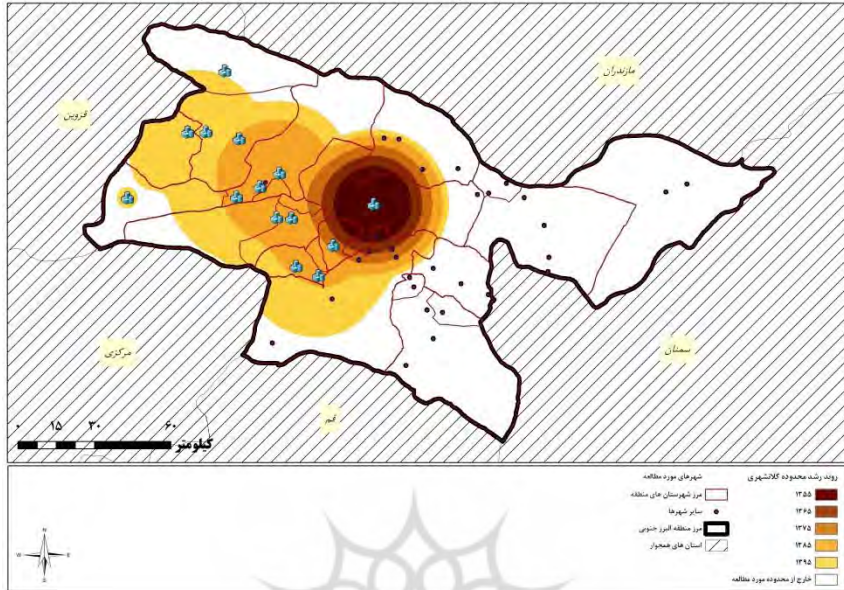 مازندران
قزوین
مرکزی
سمنان
قم
۰ ۱۵ ۳۰ ۶۰
کیلومتر
روند رشد محدوده کلانشهری
۱۳۵۵
۱۳۶۵
۱۳۷۵
۱۳۸۵
۱۳۹۵
خارج از محدوده مورد مطالعه
شهرهای مورد مطالعه
مرز شهرستان های منطقه
سایر شهرها
مرز منطقه البرز جنوبی
استان های همجوار
N
W E
S